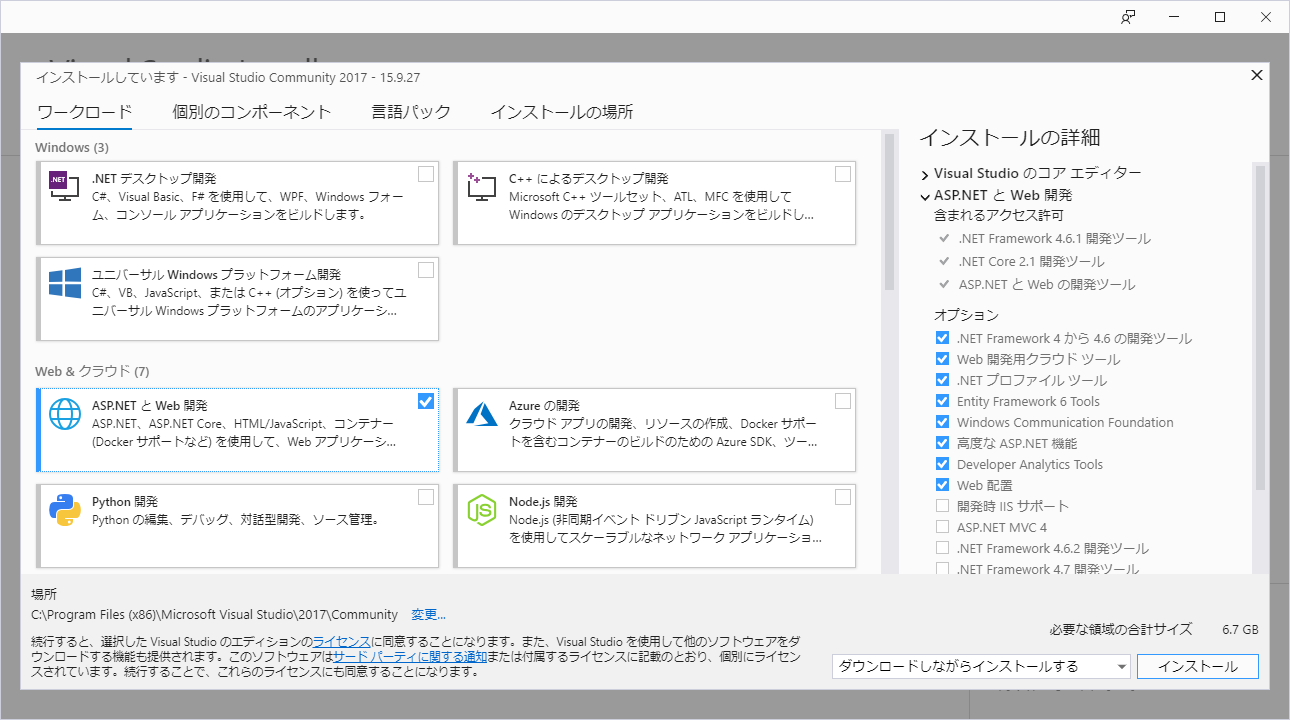 インストールしています - Visual Studio Community 2017 - 15.9.27
ワークロード 個別のコンポーネント 言語パック インストールの場所
Windows (3)
.NET
.NET デスクトップ開発
C#、Visual Basic、F# を使用して、WPF、Windows フォー
ム、コンソール アプリケーションをビルドします。
C++ によるデスクトップ開発
Microsoft C++ ツールセット、ATL、MFC を使用して
Windows のデスクトップ アプリケーションをビルドし...
ユニバーサル Windows プラットフォーム開発
C#、VB、JavaScript、または C++ (オプション) を使ってユ
ニバーサル Windows プラットフォームのアプリケーシ...
Web & クラウド (7)
ASP.NET と Web 開発
ASP.NET、ASP.NET Core、HTML/JavaScript、コンテナー
(Docker サポートなど) を使用して、Web アプリケーシ...
Azure の開発
クラウド アプリの開発、リソースの作成、Docker サポー
トを含むコンテナーのビルドのための Azure SDK、ツー...
Python 開発
Python の編集、デバッグ、対話型開発、ソース管理。
JS
Node.js 開発
Node.js (非同期イベント ドリブン JavaScript ランタイム)
を使用してスケーラブルなネットワーク アプリケーショ...
インストールの詳細
Visual Studio のコア エディター
ASP.NET と Web 開発
含まれるアクセス許可
.NET Framework 4.6.1 開発ツール
.NET Core 2.1 開発ツール
ASP.NET と Web の開発ツール
オプション
.NET Framework 4 から 4.6 の開発ツール
Web 開発用クラウド ツール
.NET プロファイル ツール
Entity Framework 6 Tools
Windows Communication Foundation
高度な ASP.NET 機能
Developer Analytics Tools
Web 配置
開発時 IIS サポート
ASP.NET MVC 4
.NET Framework 4.6.2 開発ツール
.NET Framework 4.7 開発ツール
場所
C:\Program Files (x86)\Microsoft Visual Studio\2017\Community 変更...
続行すると、選択した Visual Studio のエディションのライセンスに同意することになります。また、Visual Studio を使用して他のソフトウェアをダ
ウンロードする機能も提供されます。このソフトウェアはサード パーティに関する通知または付属するライセンスに記載のとおり、個別にライセン
スされています。続行することで、これらのライセンスにも同意することになります。
必要な領域の合計サイズ 6.7 GB
ダウンロードしながらインストールする インストール